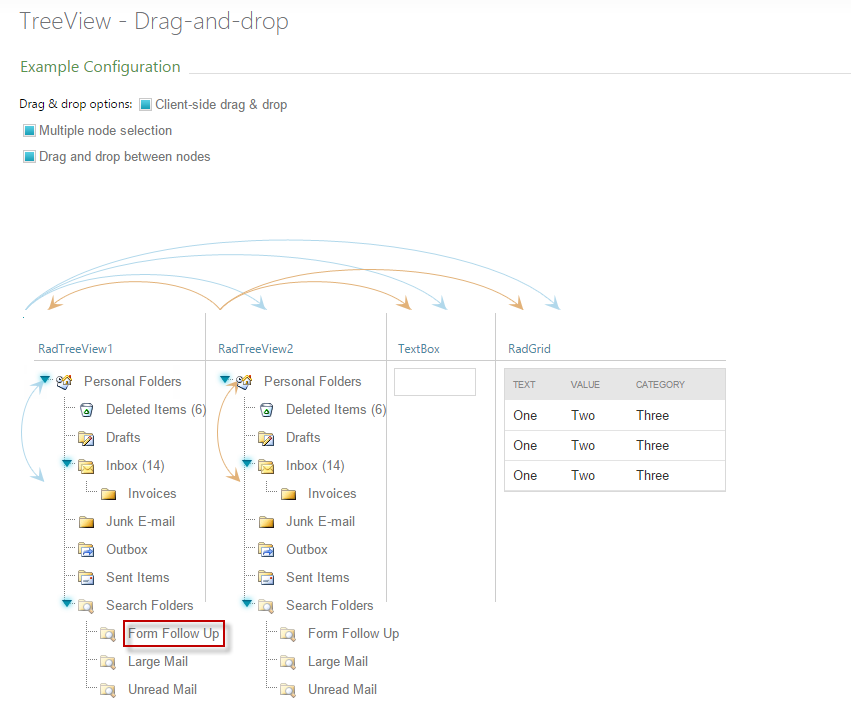 TreeView - Drag-and-drop
Example Configuration
Drag & drop options: Client-side drag & drop
Multiple node selection
Drag and drop between nodes
RadTreeView1 RadTreeView2 TextBox RadGrid
Personal Folders Personal Folders TEXT VALUE CATEGORY
Deleted Items (6) Deleted Items (6) One Two Three
Drafts Drafts One Two Three
Inbox (14) Inbox (14) One Two Three
Invoices Invoices
Junk E-mail Junk E-mail
Outbox Outbox
Sent Items Sent Items
Search Folders Search Folders
Form Follow Up Form Follow Up
Large Mail Large Mail
Unread Mail Unread Mail